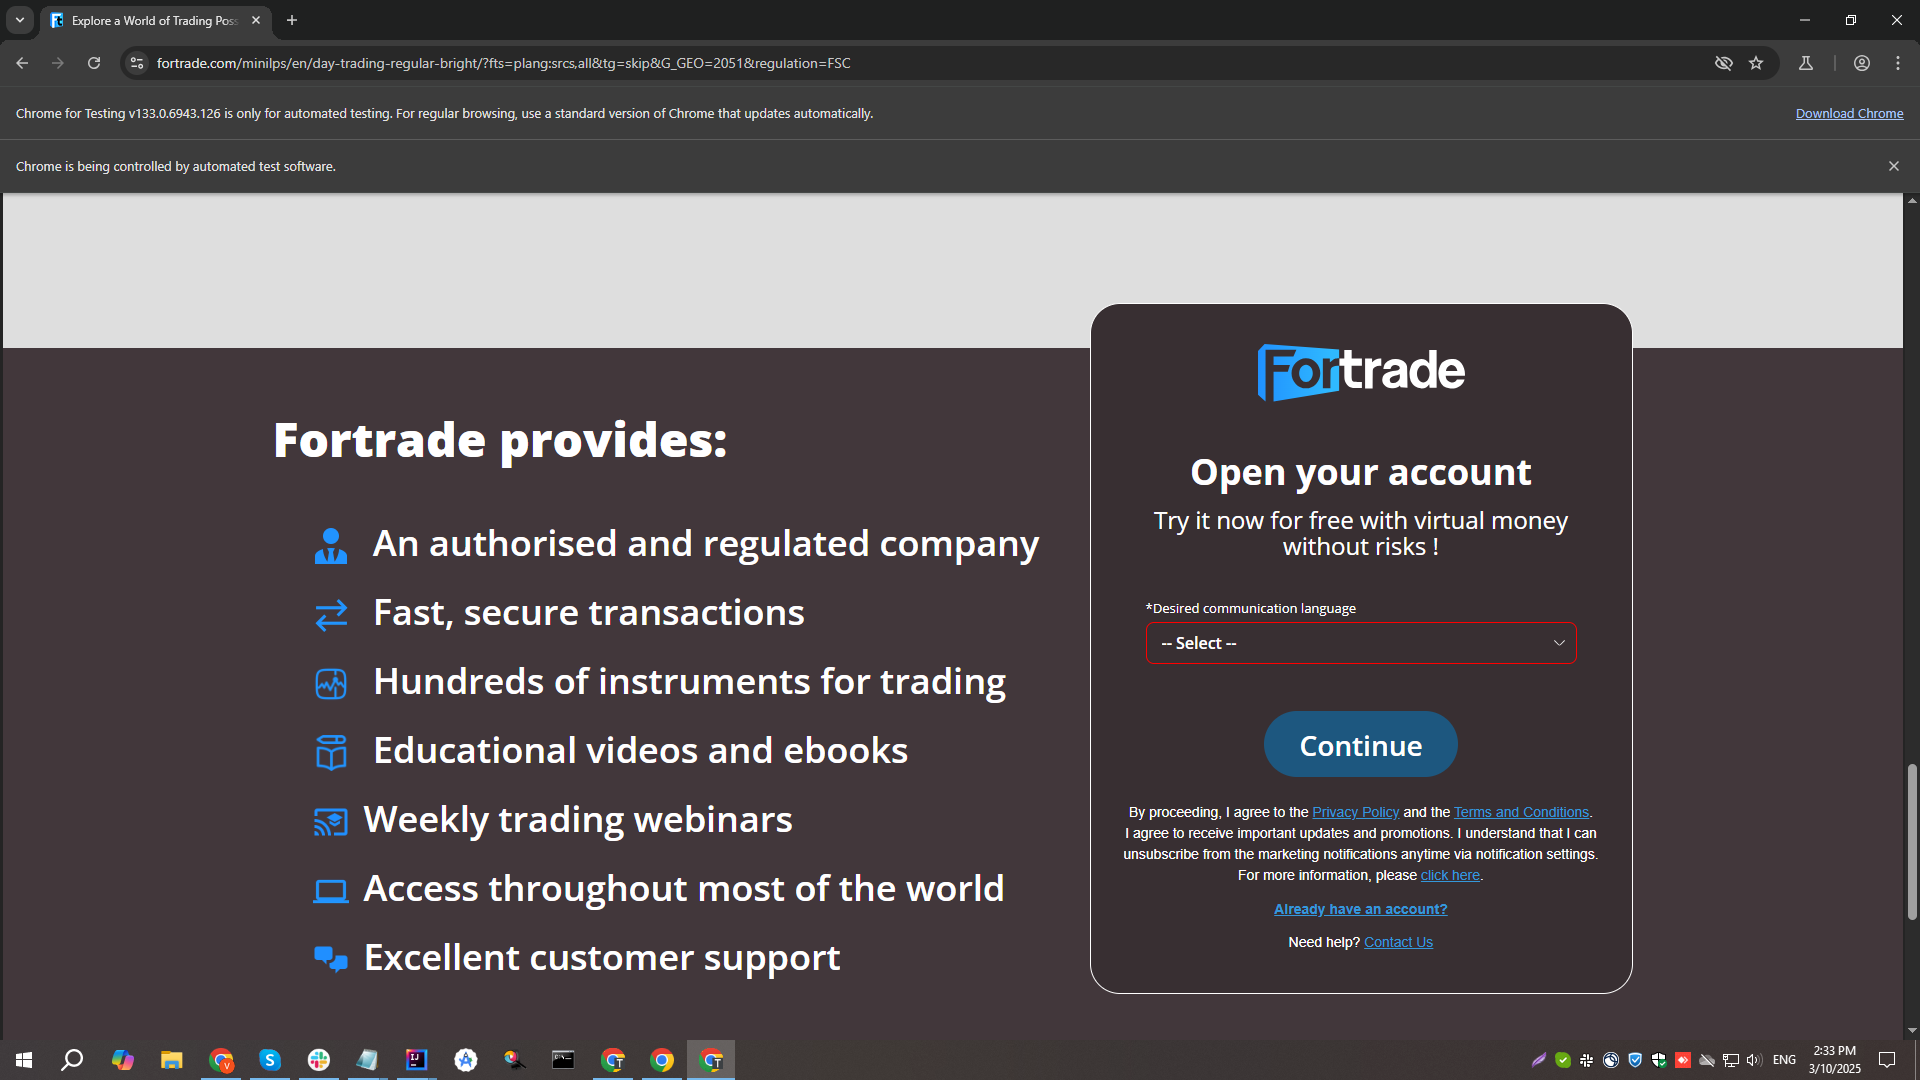 Explore a World of Trading Poss
fortrade.com/minilps/en/day-trading-regular-bright/?fts=plang:srcs,all&tg=skip&G_GEO=2051&regulation=FSC
Chrome for Testing v133.0.6943.126 is only for automated testing. For regular browsing, use a standard version of Chrome that updates automatically.
Download Chrome
Chrome is being controlled by automated test software.
Fortrade provides:
An authorised and regulated company
Fast, secure transactions
Hundreds of instruments for trading
Educational videos and ebooks
Weekly trading webinars
Access throughout most of the world
Excellent customer support
Fortrade
Open your account
Try it now for free with virtual money
without risks !
*Desired communication language
-- Select --
Continue
By proceeding, I agree to the Privacy Policy and the Terms and Conditions.
I agree to receive important updates and promotions. I understand that I can
unsubscribe from the marketing notifications anytime via notification settings.
For more information, please click here.
Already have an account?
Need help? Contact Us
ENG
2:33 PM
3/10/2025